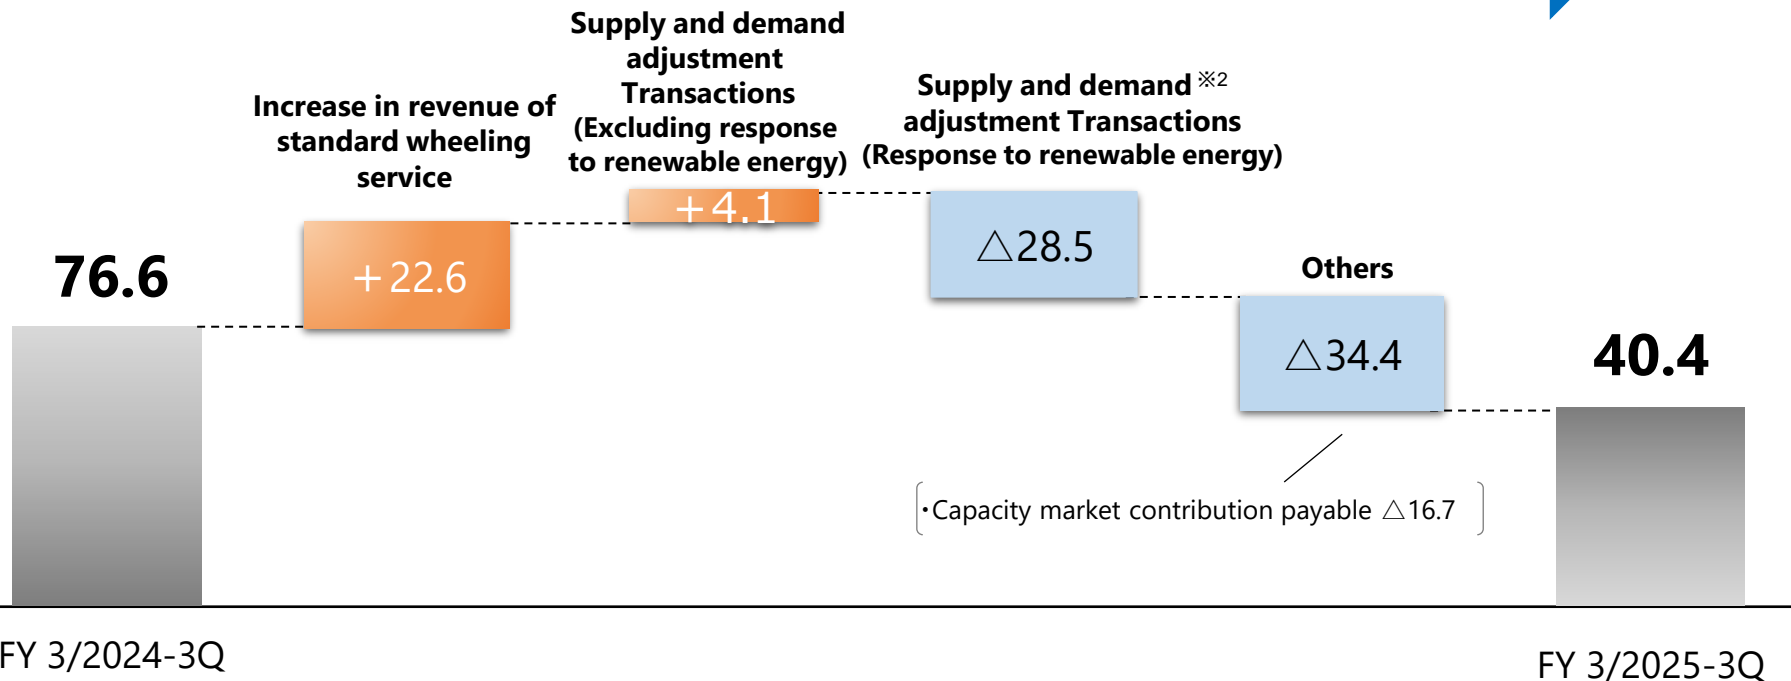 Supply and demand
adjustment
Transactions
(Excluding response
to renewable energy)
Increase in revenue of
standard wheeling
service
Supply and demand ※2
adjustment Transactions
(Response to renewable energy)
76.6
+22.6
+4.1
△28.5
Others
△34.4
40.4
・Capacity market contribution payable △16.7
FY 3/2024-3Q
FY 3/2025-3Q